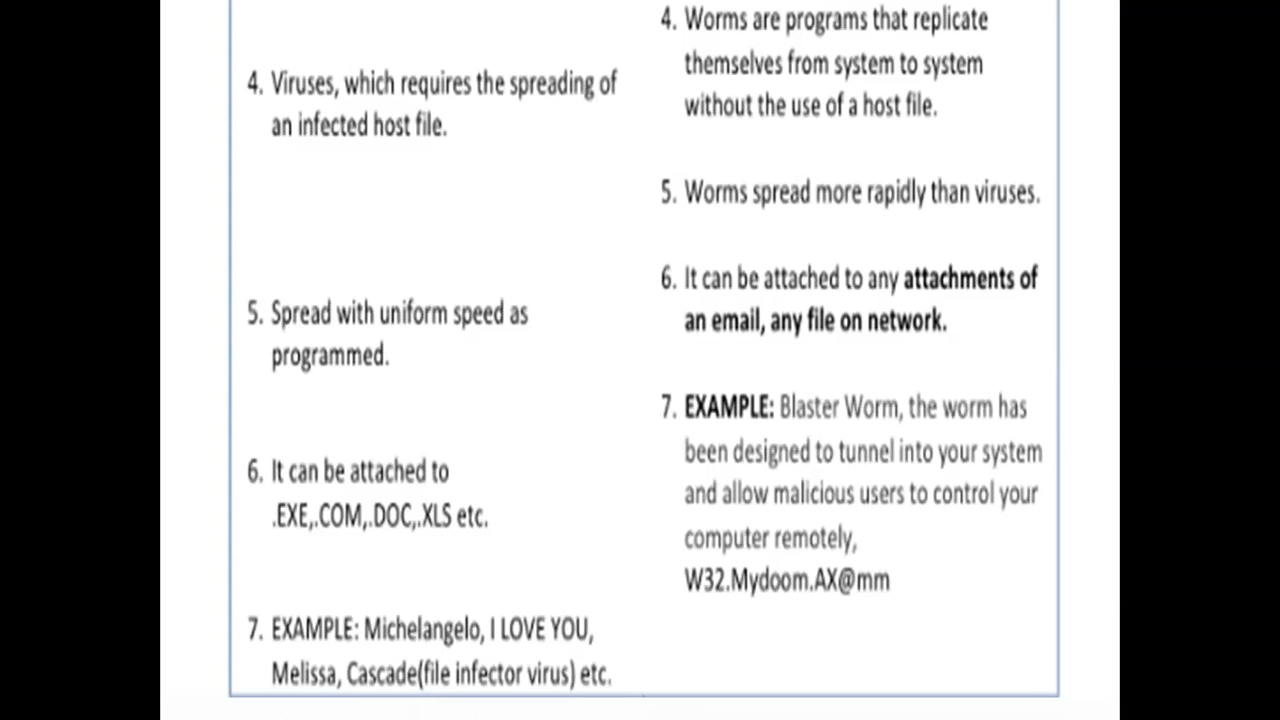 4. Viruses, which requires the spreading of
an infected host file.
5. Spread with uniform speed as
programmed.
6. It can be attached to
.EXE,.COM,.DOC,.XLS etc.
7. EXAMPLE: Michelangelo, I LOVE YOU,
Melissa, Cascade(file infector virus) etc.
4. Worms are programs that replicate
themselves from system to system
without the use of a host file.
5. Worms spread more rapidly than viruses.
6. It can be attached to any attachments of
an email, any file on network.
7. EXAMPLE: Blaster Worm, the worm has
been designed to tunnel into your system
and allow malicious users to control your
computer remotely,
W32.Mydoom.AX@mm